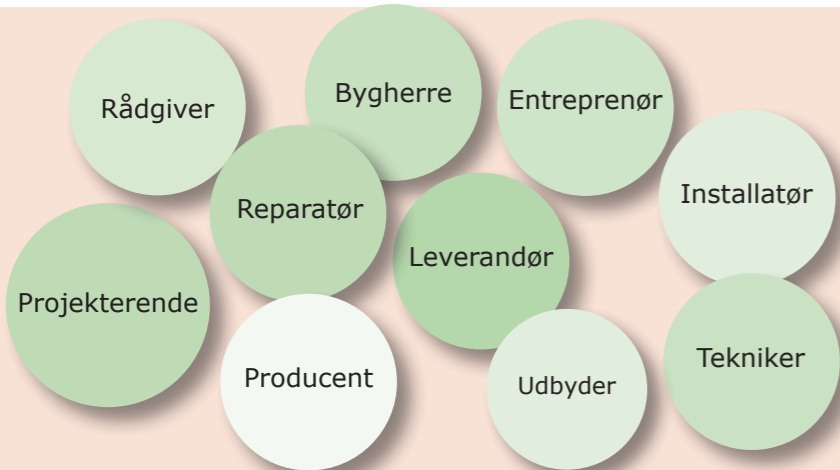 Rådgiver
Bygherre
Entreprenør
Installatør
Reparatør
Leverandør
Projekterende
Producent
Udbyder
Tekniker